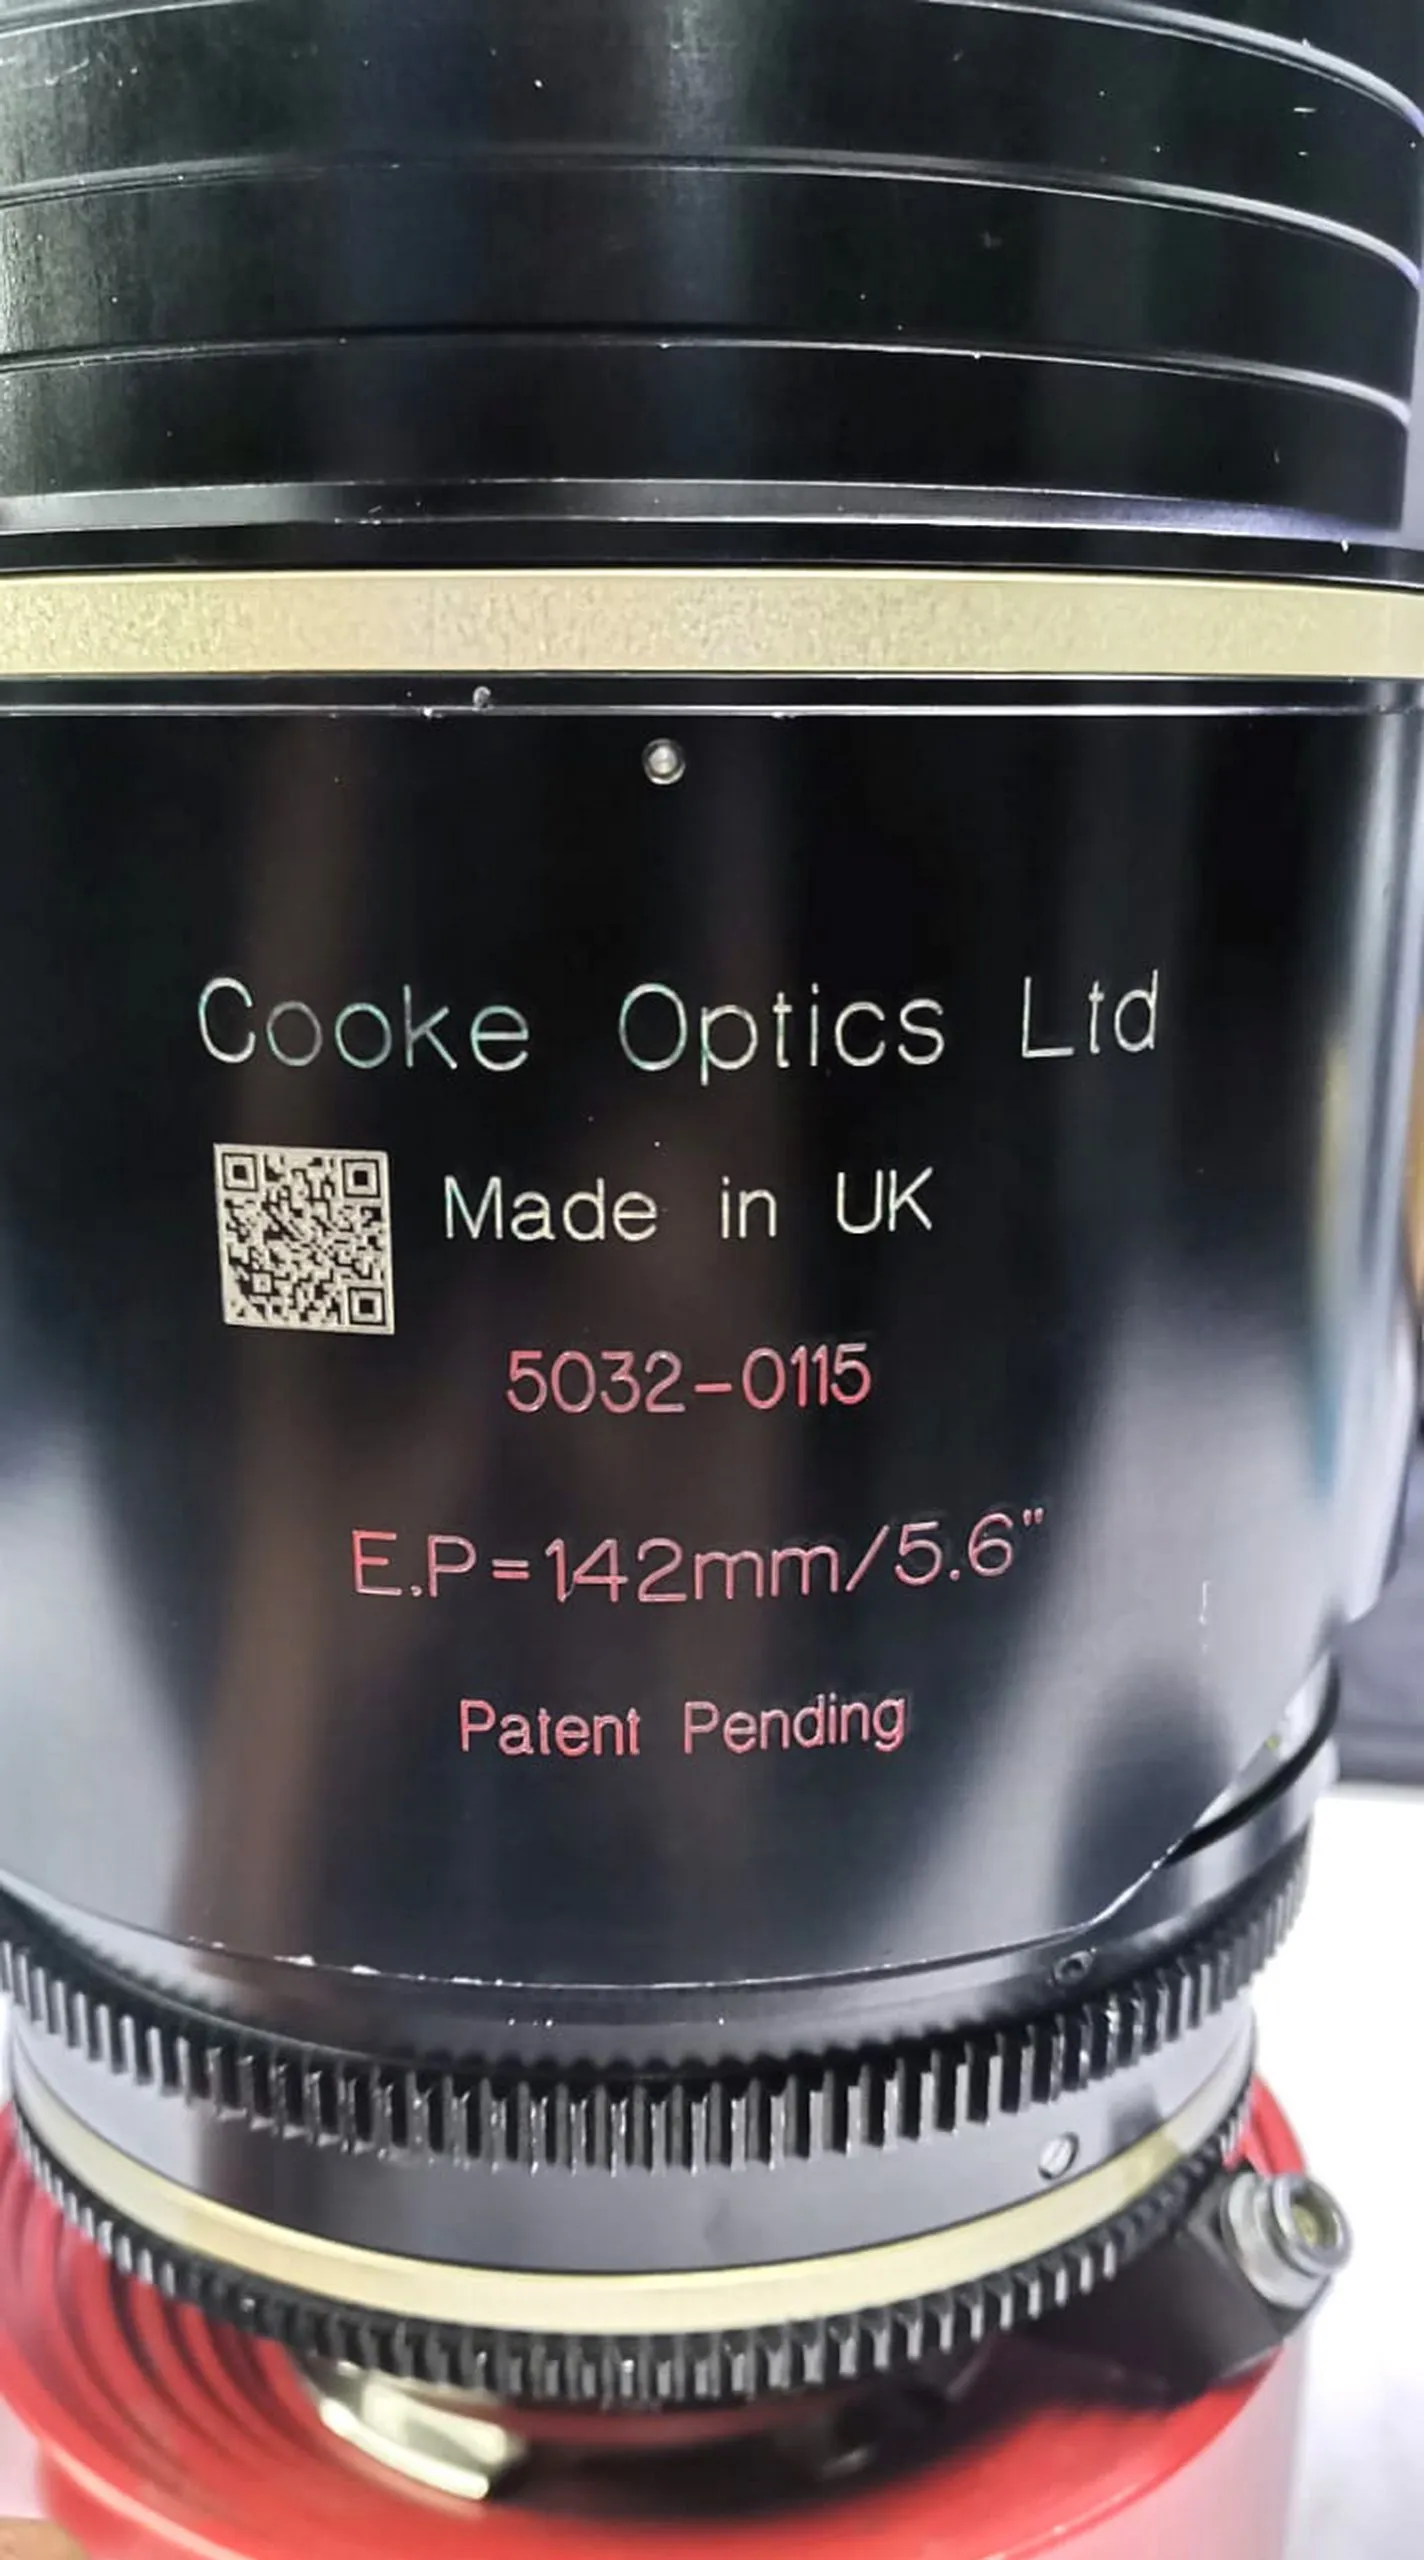 Cooke Optics Ltd
Made in UK
5032-0115
E.P=142mm/5.6"
Patent Pending